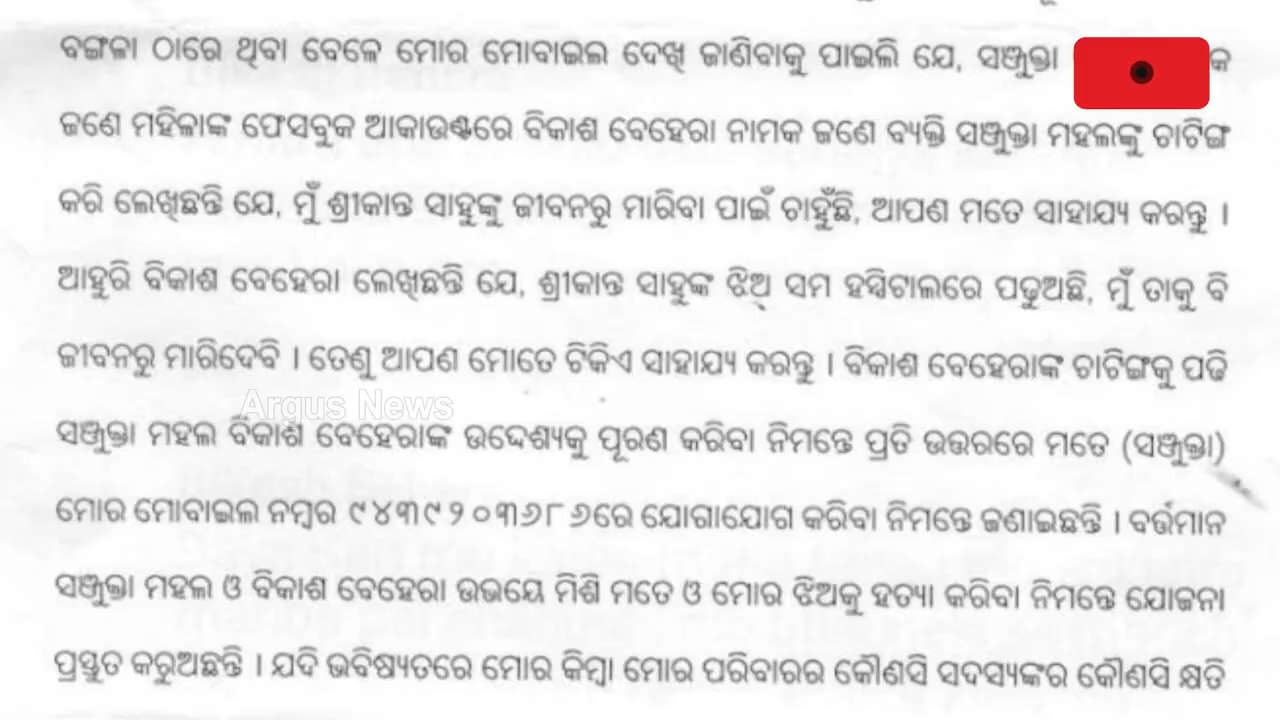 ବଙ୍ଗଳା ଠାରେ ଥିବା ବେଳେ ମୋର ମୋବାଇଲ ଦେଖି ଜାଣିବାକୁ ପାଇଲି ଯେ, ସଞ୍ଜୁକ୍ତା
ଜଣେ ମହିଳାଙ୍କ ଫେସବୁକ ଆକାଉଣ୍ଟରେ ବିକାଶ ବେହେରା ନାମକ ଜଣେ ବ୍ୟକ୍ତି ସଞ୍ଜୁକ୍ତା ମହଲଙ୍କୁ ଚାଟିଙ୍ଗ
କରି ଲେଖିଛନ୍ତି ଯେ, ମୁଁ ଶ୍ରୀକାନ୍ତ ସାହୁଙ୍କୁ ଜୀବନରୁ ମାରିବା ପାଇଁ ଚାହୁଁଛି, ଆପଣ ମତେ ସାହାଯ୍ୟ କରନ୍ତୁ ।
ଆହୁରି ବିକାଶ ବେହେରା ଲେଖିଛନ୍ତି ଯେ, ଶ୍ରୀକାନ୍ତ ସାହୁଙ୍କ ଝିଅ ସମ ହସ୍ପିଟାଲରେ ପଢୁଅଛି, ମୁଁ ତାକୁ ବି
ଜୀବନରୁ ମାରିଦେବି । ତେଣୁ ଆପଣ ମୋତେ ଟିକିଏ ସାହାଯ୍ୟ କରନ୍ତୁ । ବିକାଶ ବେହେରାଙ୍କ ଚାଟିଙ୍ଗକୁ ପଢି
Argus News
ସଞ୍ଜୁକ୍ତା ମହଲ ବିକାଶ ବେହେରାଙ୍କ ଉଦ୍ଦେଶ୍ୟକୁ ପୂରଣ କରିବା ନିମନ୍ତେ ପ୍ରତି ଉତ୍ତରରେ ମତେ (ସଞ୍ଜୁକ୍ତା)
ମୋର ମୋବାଇଲ ନମ୍ବର ୯୪୩୯୨୦୩୬୮୬ରେ ଯୋଗାଯୋଗ କରିବା ନିମନ୍ତେ ଜଣାଇଛନ୍ତି । ବର୍ତ୍ତମାନ
ସଞ୍ଜୁକ୍ତା ମହଲ ଓ ବିକାଶ ବେହେରା ଉଭୟେ ମିଶି ମତେ ଓ ମୋର ଝିଅକୁ ହତ୍ୟା କରିବା ନିମନ୍ତେ ଯୋଜନା
ପ୍ରସ୍ତୁତ କରୁଅଛନ୍ତି । ଯଦି ଭବିଷ୍ୟତରେ ମୋର କିମ୍ବା ମୋର ପରିବାରର କୌଣସି ସଦସ୍ୟଙ୍କର କୌଣସି କ୍ଷତି